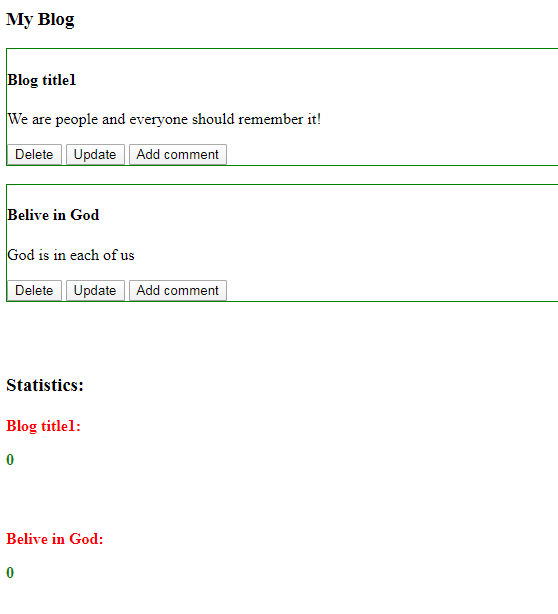 My Blog
Blog title1
We are people and everyone should remember it!
Delete Update Add comment
Belive in God
God is in each of us
Delete Update Add comment
Statistics:
Blog title1:
0
Belive in God:
0